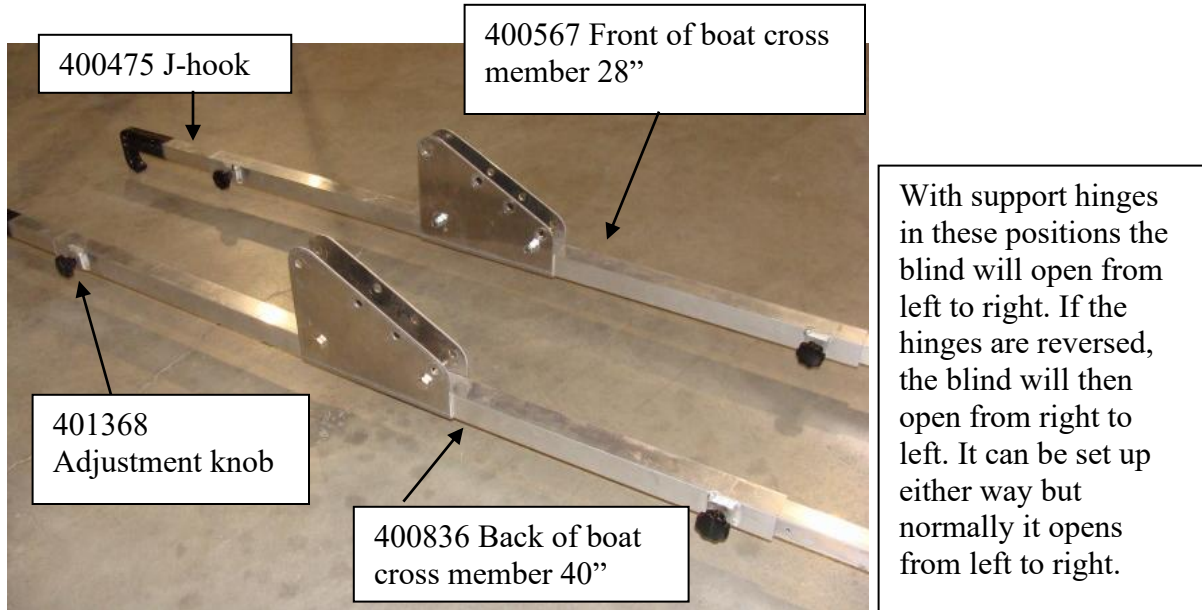 400475 J-hook
400567 Front of boat cross
member 28”
With support hinges
in these positions the
blind will open from
left to right. If the
hinges are reversed,
the blind will then
open from right to
left. It can be set up
either way but
normally it opens
from left to right.
401368
Adjustment knob
400836 Back of boat
cross member 40”